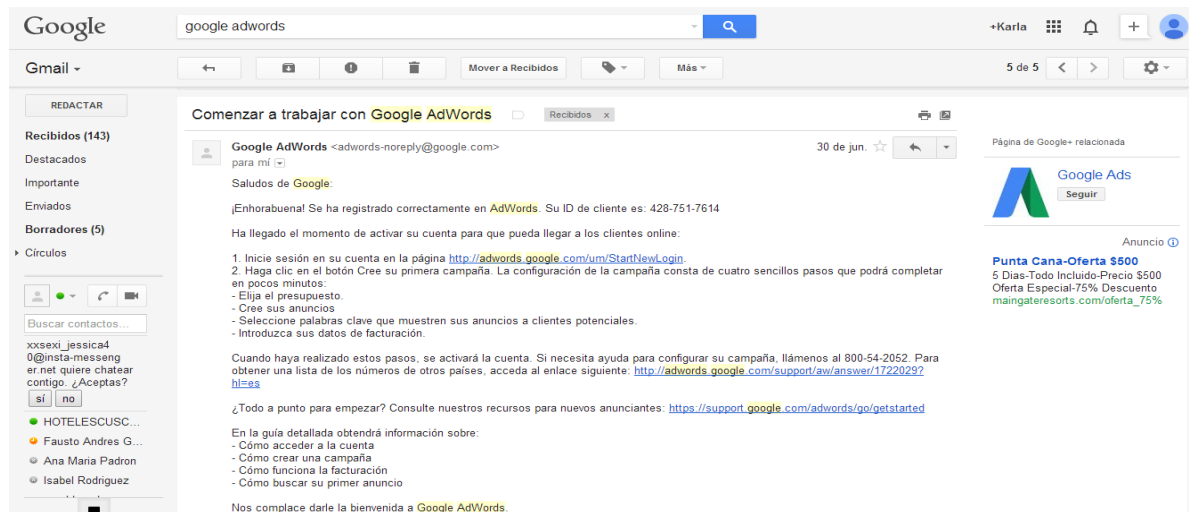 Google
google adwords
+Karla
Gmail
Mover a Recibidos
Más
5 de 5
REDACTAR
Recibidos (143)
Destacados
Importante
Enviados
Borradores (5)
Círculos
Buscar contactos...
xxsexi_jessica4
0@insta-messeng
er.net quiere chatear
contigo. ¿Aceptas?
sí no
HOTELESCUSC...
Fausto Andres G...
Ana Maria Padron
Isabel Rodriguez
Comenzar a trabajar con Google AdWords
Recibidos x
Google AdWords <adwords-noreply@google.com>
30 de jun.
para mí
Saludos de Google:
¡Enhorabuena! Se ha registrado correctamente en AdWords. Su ID de cliente es: 428-751-7614
Ha llegado el momento de activar su cuenta para que pueda llegar a los clientes online:
1. Inicie sesión en su cuenta en la página http://adwords.google.com/um/StartNewLogin.
2. Haga clic en el botón Cree su primera campaña. La configuración de la campaña consta de cuatro sencillos pasos que podrá completar
en pocos minutos:
- Elija el presupuesto.
- Cree sus anuncios
- Seleccione palabras clave que muestren sus anuncios a clientes potenciales.
- Introduzca sus datos de facturación.
Cuando haya realizado estos pasos, se activará la cuenta. Si necesita ayuda para configurar su campaña, llámenos al 800-54-2052. Para
obtener una lista de los números de otros países, acceda al enlace siguiente: http://adwords.google.com/support/aw/answer/1722029?
hl=es
¿Todo a punto para empezar? Consulte nuestros recursos para nuevos anunciantes: https://support.google.com/adwords/go/getstarted
En la guía detallada obtendrá información sobre:
- Cómo acceder a la cuenta
- Cómo crear una campaña
- Cómo funciona la facturación
- Cómo buscar su primer anuncio
Nos complace darle la bienvenida a Google AdWords.
Página de Google+ relacionada
Google Ads
Seguir
Anuncio
Punta Cana-Oferta $500
5 Dias-Todo Incluido-Precio $500
Oferta Especial-75% Descuento
maingateresorts.com/oferta_75%